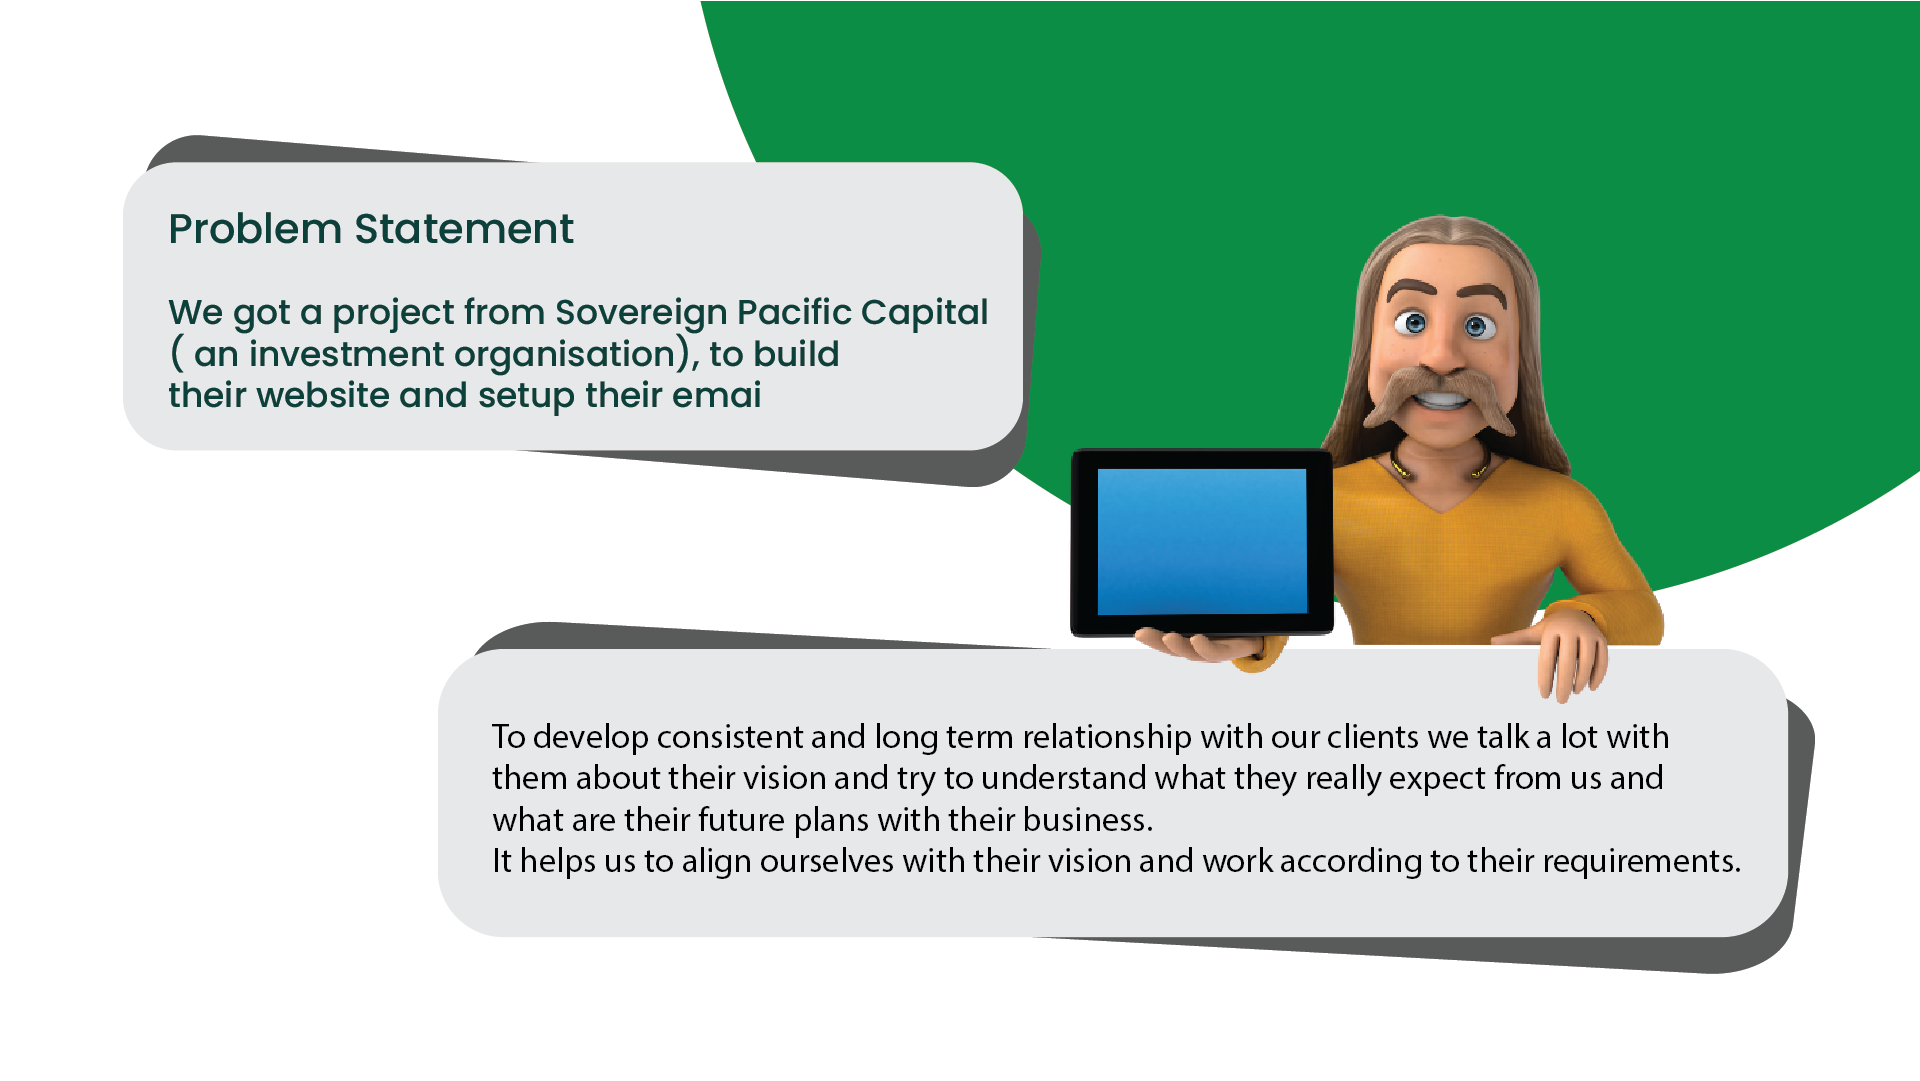 Problem Statement
We got a project from Sovereign Pacific Capital
( an investment organisation), to build
their website and setup their emai
To develop consistent and long term relationship with our clients we talk a lot with
them about their vision and try to understand what they really expect from us and
what are their future plans with their business.
It helps us to align ourselves with their vision and work according to their requirements.